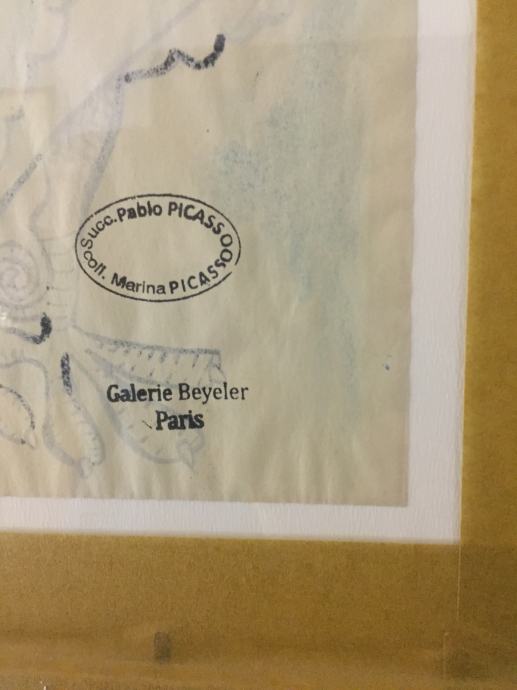 Succ. Pablo PICASSO
coll. Marina PICASSO
Galerie Beyeler
Paris